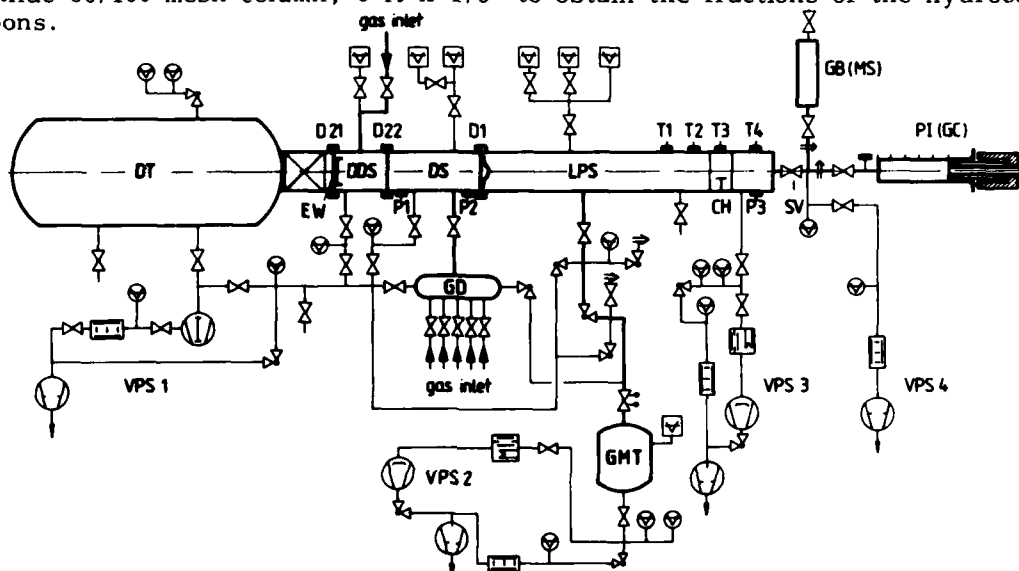 oons.
gas inlet
GB(MS)
D21 D22 D1 T1 T2 T3 T4 PI(GC)
DT DDS DS LPS
EW P1 P2 CH P3 SV
GD
gas inlet
VPS 1 VPS 3 VPS 4
GMT
VPS 2